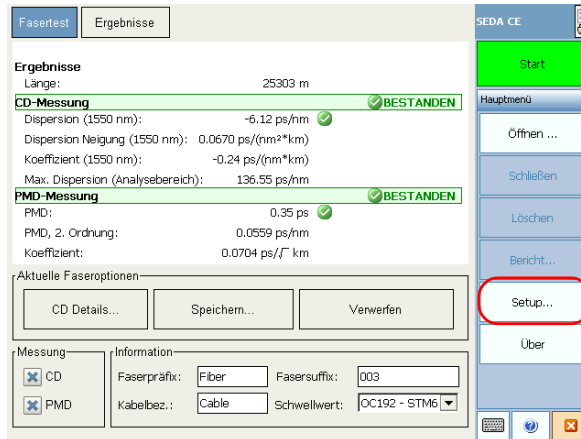 Fasertest Ergebnisse
SEDA CE
Start
Hauptmenü
Öffnen ...
Schließen
Löschen
Bericht...
Setup...
Über
Ergebnisse
Länge: 25303 m
CD-Messung BESTANDEN
Dispersion (1550 nm): -6.12 ps/nm
Dispersion Neigung (1550 nm): 0.0670 ps/(nm²*km)
Koeffizient (1550 nm): -0.24 ps/(nm*km)
Max. Dispersion (Analysebereich): 136.55 ps/nm
PMD-Messung BESTANDEN
PMD: 0.35 ps
PMD, 2. Ordnung: 0.0559 ps/nm
Koeffizient: 0.0704 ps/√ km
Aktuelle Faseroptionen
CD Details... Speichern... Verwerfen
Messung
CD
PMD
Information
Faserpräfix: Fiber Fasersuffix: 003
Kabelbez.: Cable Schwellwert: OC192 - STM6